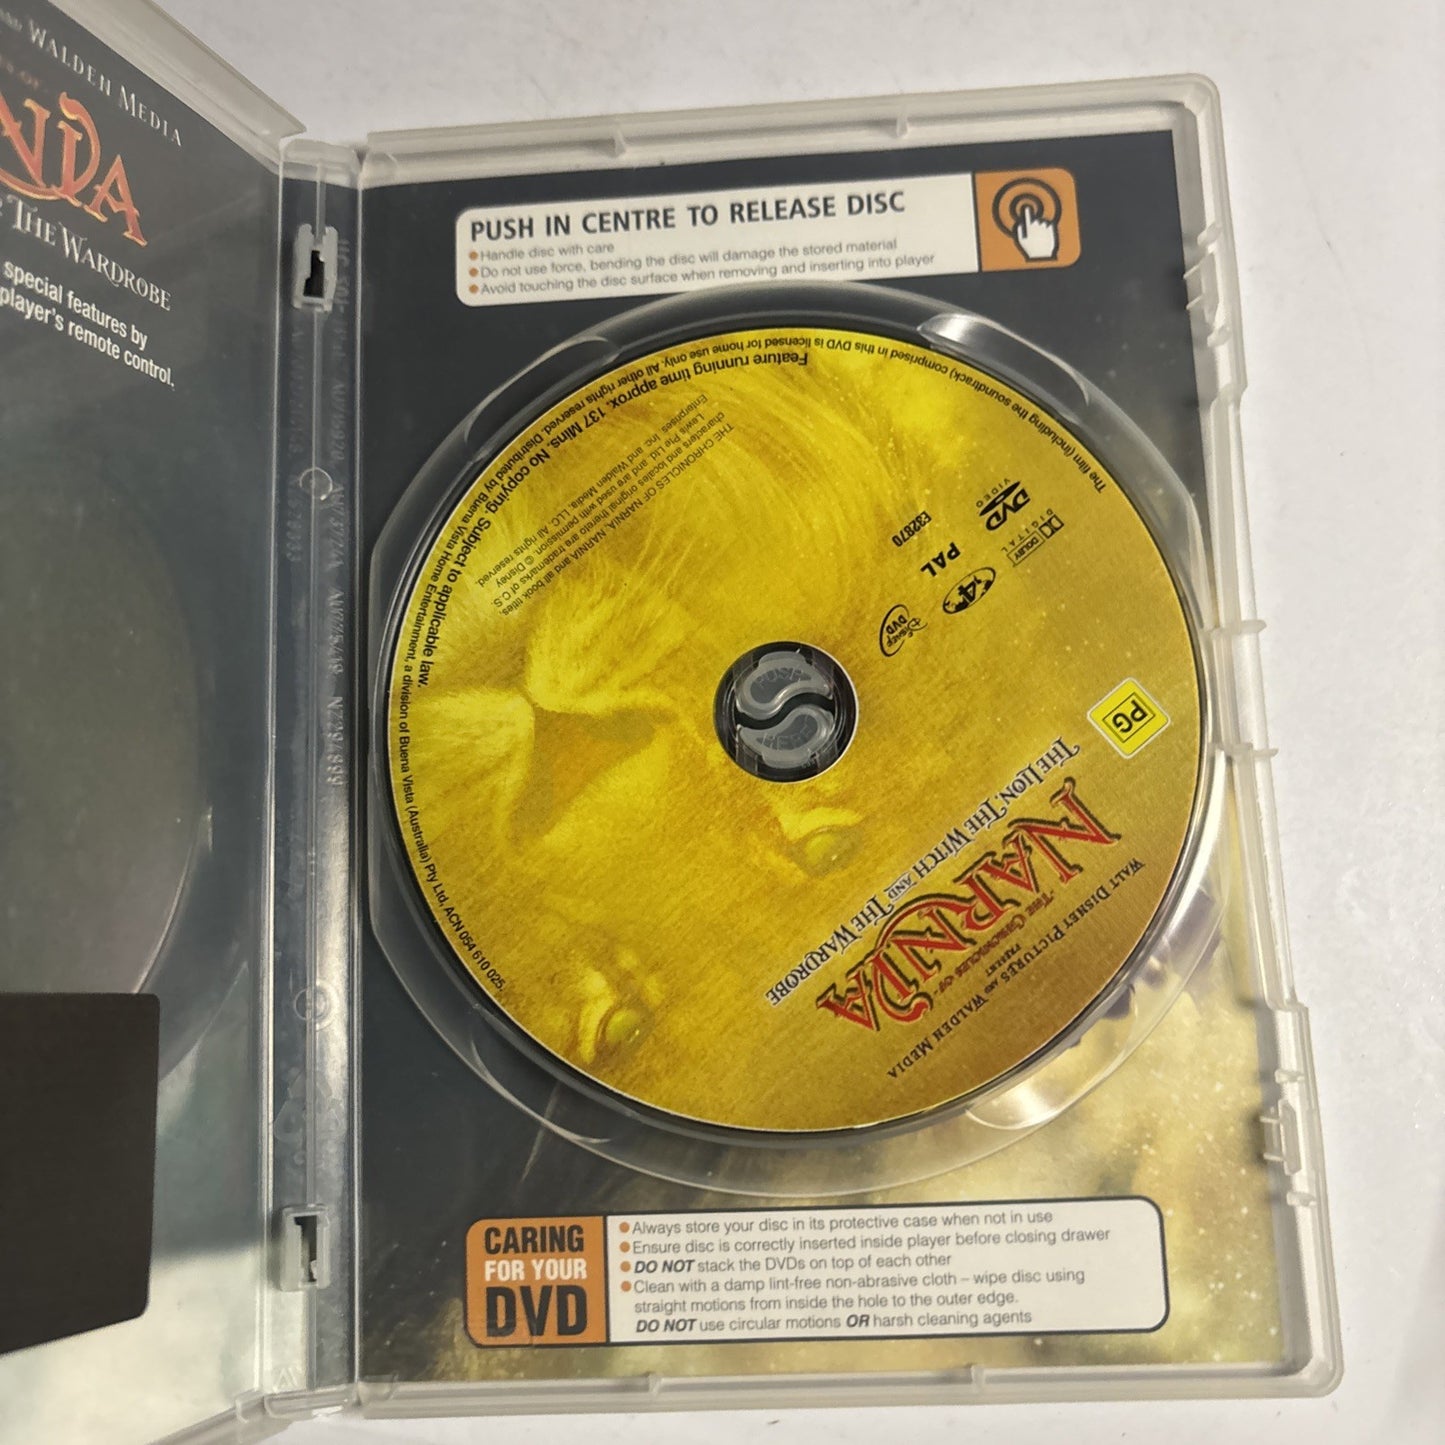 AND WALDEN MEDIA
NIA
THE WARDROBE
special features by
player's remote control.
PUSH IN CENTRE TO RELEASE DISC
Handle disc with care
Do not use force, bending the disc will damage the stored material
Avoid touching the disc surface when removing and inserting into player
WALT DISNEY PICTURES AND WALDEN MEDIA
PRESENT
THE CHRONICLES OF
NARNIA
THE LION, THE WITCH AND THE WARDROBE
PG
Disney DVD
4
PAL
E32870
DVD
VIDEO
DOLBY
DIGITAL
THE CHRONICLES OF NARNIA, NARNIA and all book titles,
characters and locales original thereto are trademarks of C.S.
Lewis Pte Ltd. and are used with permission. © Disney
Enterprises, Inc. and Walden Media, LLC. All rights reserved.
Feature running time approx. 137 Mins. No copying. Subject to applicable law.
The film (including the soundtrack) comprised in this DVD is licensed for home use only. All other rights reserved. Distributed by Buena Vista Home Entertainment, a division of Buena Vista (Australia) Pty Ltd, ACN 054 610 025.
PUSH
HERE
CARING
FOR YOUR
DVD
Always store your disc in its protective case when not in use
Ensure disc is correctly inserted inside player before closing drawer
DO NOT stack the DVDs on top of each other
Clean with a damp lint-free non-abrasive cloth – wipe disc using
straight motions from inside the hole to the outer edge.
DO NOT use circular motions OR harsh cleaning agents